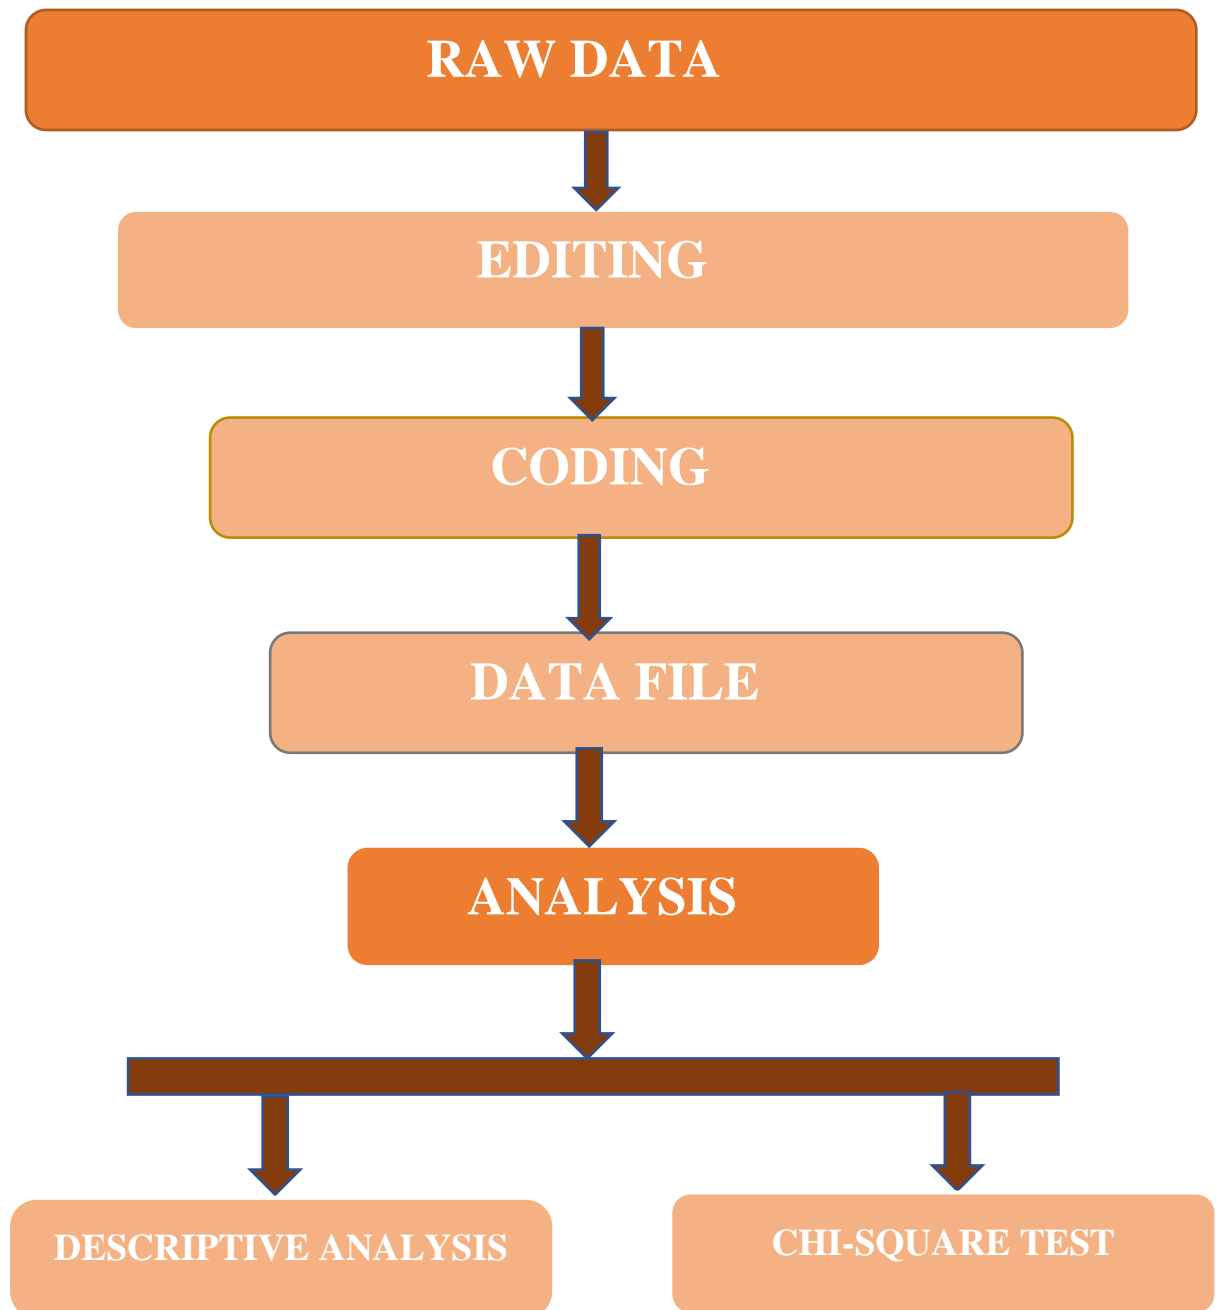 RAW DATA
EDITING
CODING
DATA FILE
ANALYSIS
DESCRIPTIVE ANALYSIS
CHI-SQUARE TEST